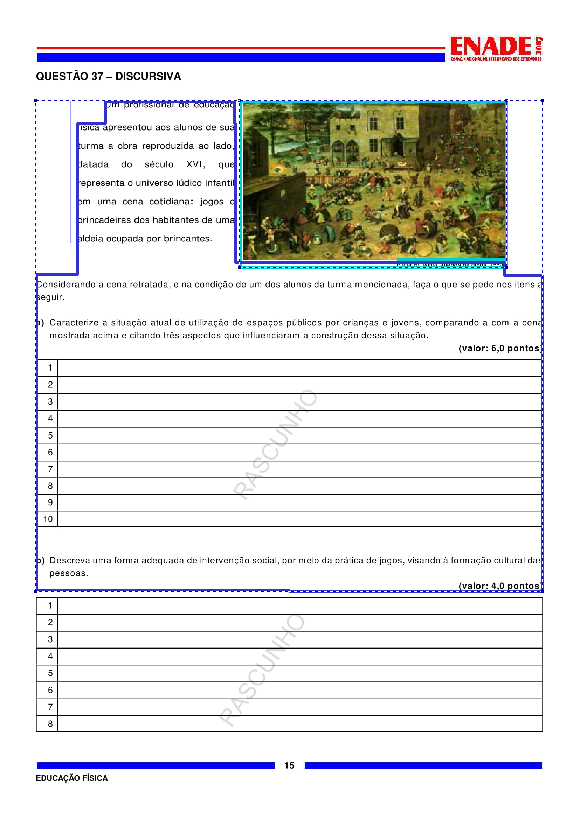 ENADE 2007
EXAME NACIONAL DE DESEMPENHO DOS ESTUDANTES
QUESTÃO 37 – DISCURSIVA
Um profissional de educação
física apresentou aos alunos de sua
turma a obra reproduzida ao lado,
datada do século XVI, que
representa o universo lúdico infantil
em uma cena cotidiana: jogos e
brincadeiras dos habitantes de uma
aldeia ocupada por brincantes.
Considerando a cena retratada, e na condição de um dos alunos da turma mencionada, faça o que se pede nos itens a
seguir.
a) Caracterize a situação atual de utilização de espaços públicos por crianças e jovens, comparando-a com a cena
mostrada acima e citando três aspectos que influenciaram a construção dessa situação.
(valor: 6,0 pontos)
1
2
3
4
5
6
7
8
9
10
RASCUNHO
b) Descreva uma forma adequada de intervenção social, por meio da prática de jogos, visando à formação cultural das
pessoas.
(valor: 4,0 pontos)
1
2
3
4
5
6
7
8
RASCUNHO
15
EDUCAÇÃO FÍSICA